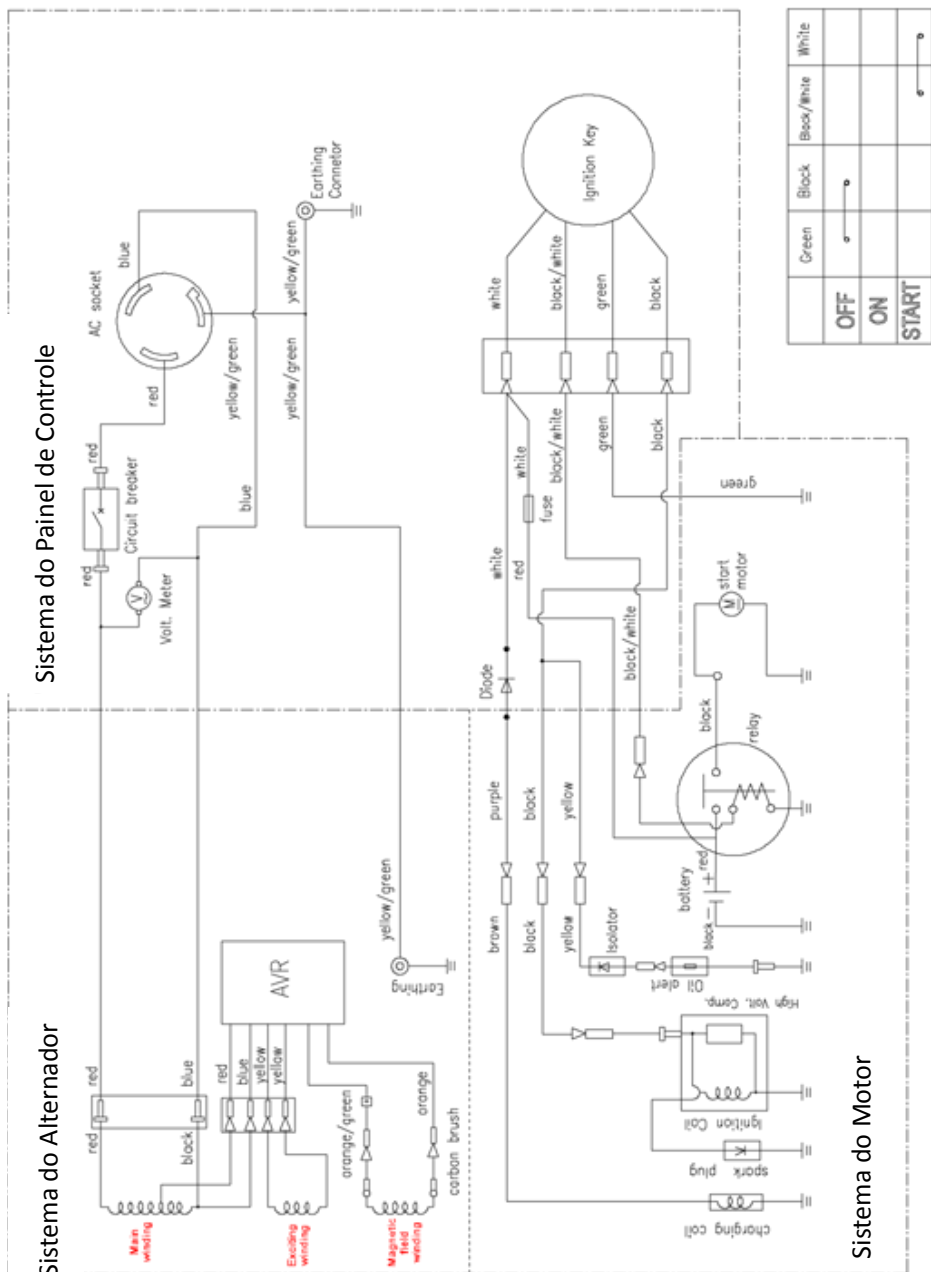 Sistema do Painel de Controle
AC socket
blue
red
red
Circuit breaker
red
Volt. Meter
V
yellow/green
blue
yellow/green
yellow/green
Earthing
Connetor
Sistema do Alternador
red
red
black
blue
Main
winding
Exciting
winding
Magnetic
field
winding
red
blue
yellow
yellow
AVR
orange/green
orange
carbon brush
yellow/green
Earthing
Ignition Key
white
black/white
green
black
white
black/white
green
black
fuse
white
red
green
Diode
black/white
purple
black
yellow
brown
black
yellow
Isolator
Oil alert
High Volt. Comp.
battery
red
+
black
—
relay
black
M
start
motor
Ignition Coil
spark
plug
charging coil
Sistema do Motor
Green Black Black/White White
OFF
ON
START